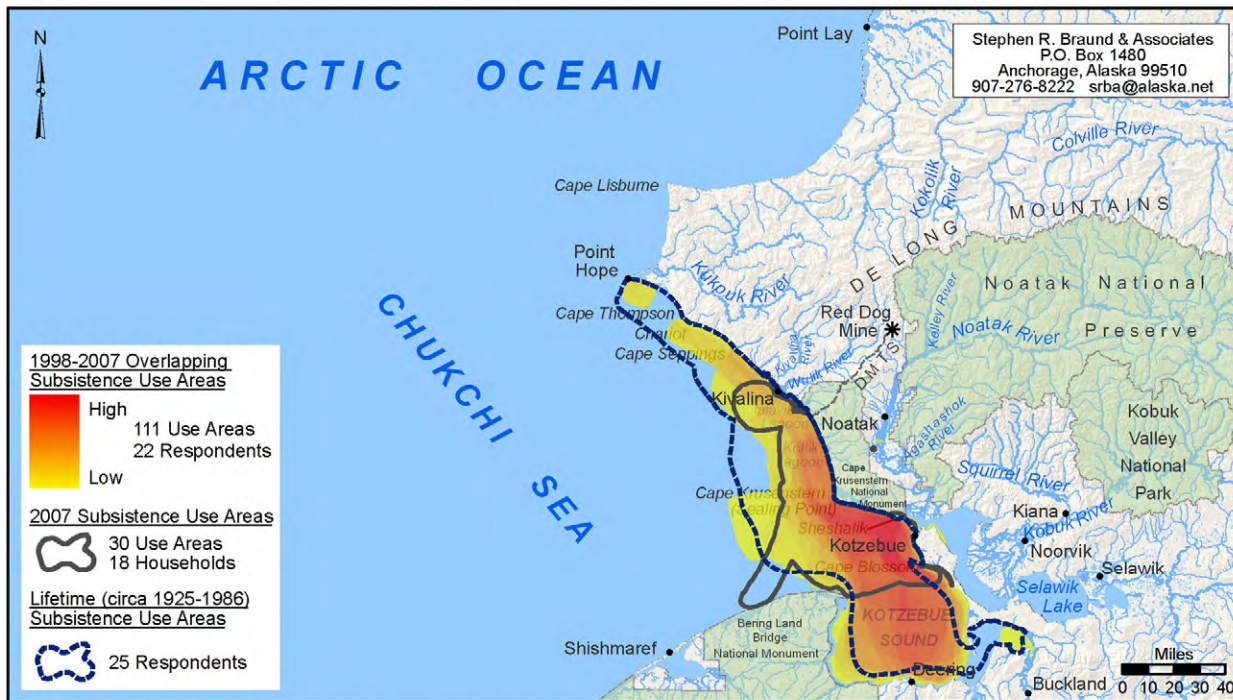 N
ARCTIC OCEAN
Point Lay
Stephen R. Braund & Associates
P.O. Box 1480
Anchorage, Alaska 99510
907-276-8222 srba@alaska.net
Colville River
Kokolik River
Cape Lisburne
DE LONG MOUNTAINS
Point Hope
Kukpuk River
Noatak National Preserve
Kelley River
Noatak River
Red Dog Mine
Cape Thompson
Chariot
Cape Seppings
CHUKCHI SEA
Kivalina River
Wulik River
DMTS
Kivalina
Noatak
Agashashok River
Kobuk
Valley
National
Park
Squirrel River
Cape Krusenstern National Monument
Cape Krusenstern
(Sealing Point)
Sheshalik
Kiana
Kobuk River
Kotzebue
Noorvik
Cape Blossom
Selawik
Selawik Lake
KOTZEBUE
SOUND
Bering Land
Bridge
National Monument
Shishmaref
Deering
Buckland
Miles
0 10 20 30 40
1998-2007 Overlapping
Subsistence Use Areas
High
111 Use Areas
22 Respondents
Low
2007 Subsistence Use Areas
30 Use Areas
18 Households
Lifetime (circa 1925-1986)
Subsistence Use Areas
25 Respondents